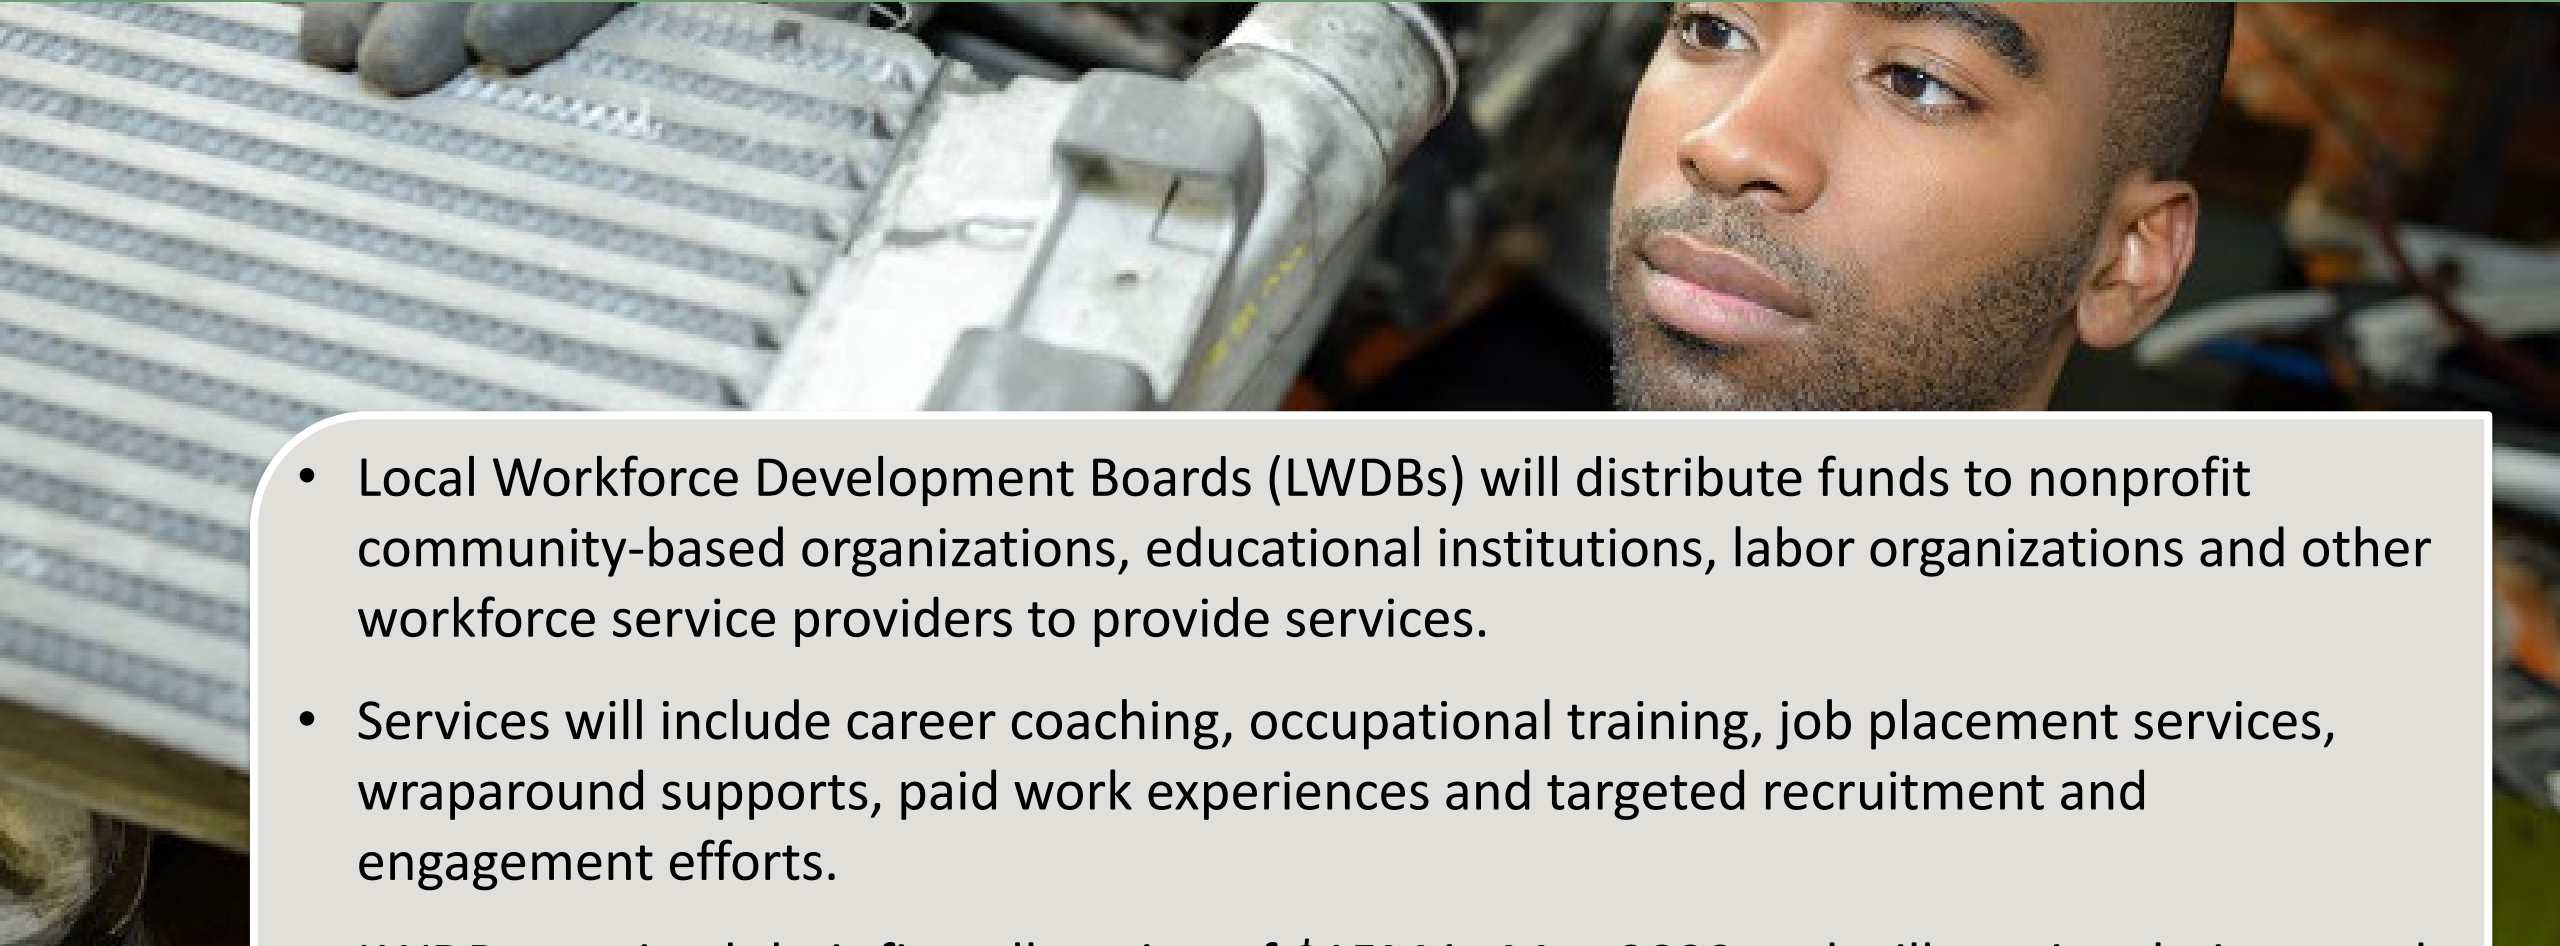 • Local Workforce Development Boards (LWDBs) will distribute funds to nonprofit
community-based organizations, educational institutions, labor organizations and other
workforce service providers to provide services.
• Services will include career coaching, occupational training, job placement services,
wraparound supports, paid work experiences and targeted recruitment and
engagement efforts.